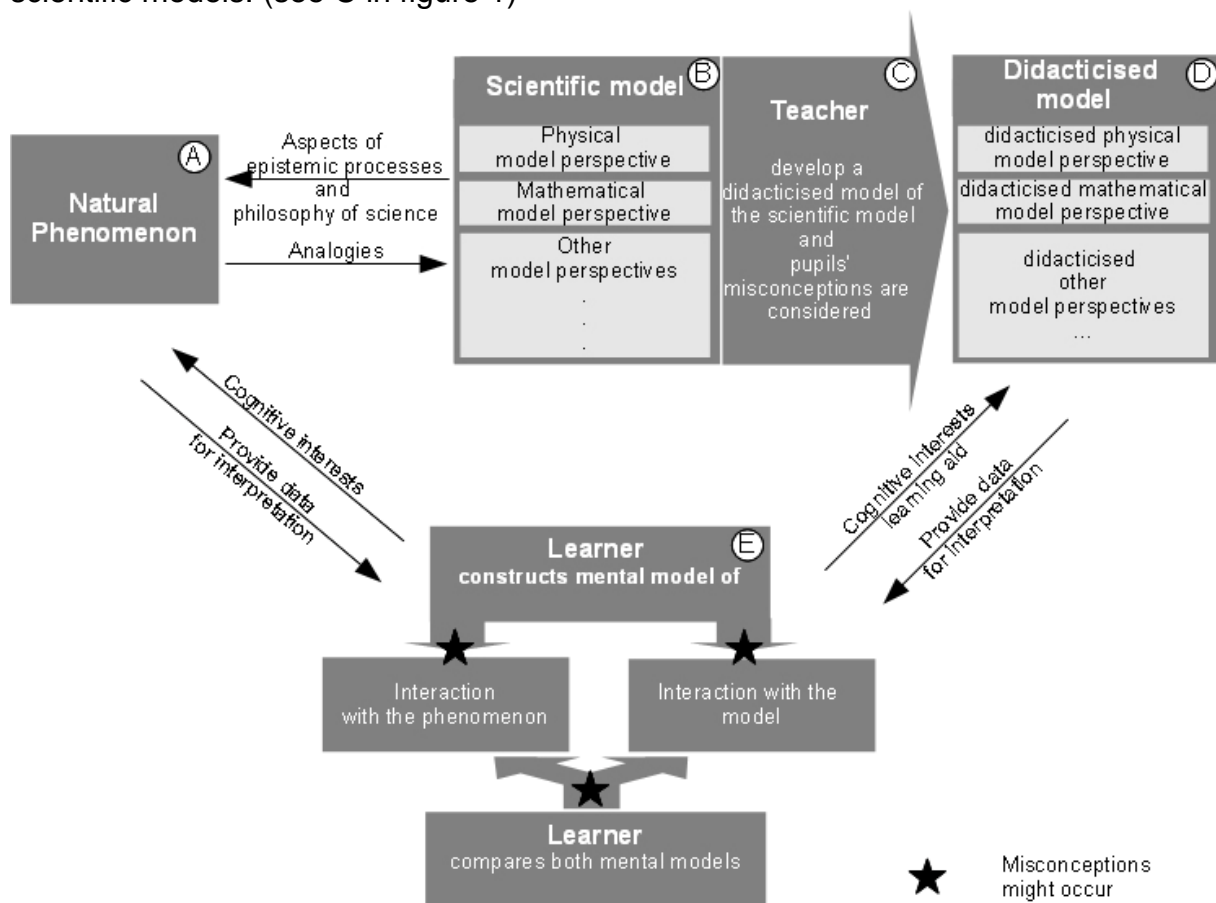 scientific models. (see C in figure 1)
A
Natural
Phenomenon
Aspects of
epistemic processes
and
philosophy of science
Analogies
B
Scientific model
Physical
model perspective
Mathematical
model perspective
Other
model perspectives
.
.
.
C
Teacher
develop a
didacticised model of
the scientific model
and
pupils'
misconceptions are
considered
D
Didacticised
model
didacticised physical
model perspective
didacticised mathematical
model perspective
didacticised
other
model perspectives
...
Cognitive interests
Provide data
for interpretation
Cognitive interests
learning aid
Provide data
for interpretation
E
Learner
constructs mental model of
Interaction
with the phenomenon
Interaction with the
model
Learner
compares both mental models
Misconceptions
might occur